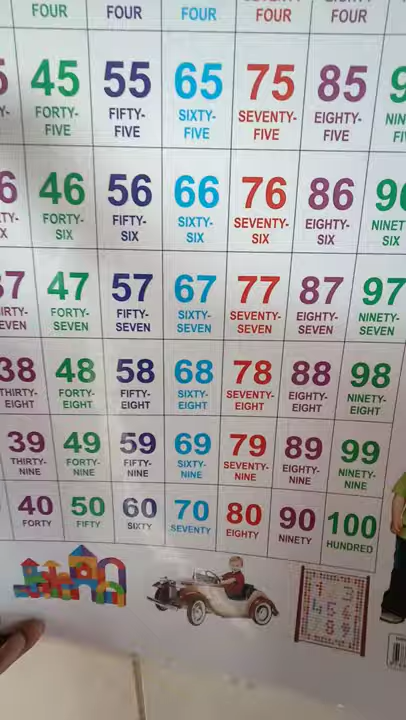 FOUR FOUR FOUR FOUR FOUR
45 55 65 75 85
FORTY- FIFTY- SIXTY- SEVENTY- EIGHTY-
FIVE FIVE FIVE FIVE FIVE
46 56 66 76 86
FORTY- FIFTY- SIXTY- SEVENTY- EIGHTY- NINET
SIX SIX SIX SIX SIX SIX
47 57 67 77 87 97
FORTY- FIFTY- SIXTY- SEVENTY- EIGHTY- NINETY-
SEVEN SEVEN SEVEN SEVEN SEVEN SEVEN
38 48 58 68 78 88 98
THIRTY- FORTY- FIFTY- SIXTY- SEVENTY- EIGHTY- NINETY-
EIGHT EIGHT EIGHT EIGHT EIGHT EIGHT EIGHT
39 49 59 69 79 89 99
THIRTY- FORTY- FIFTY- SIXTY- SEVENTY- EIGHTY- NINETY-
NINE NINE NINE NINE NINE NINE NINE
40 50 60 70 80 90 100
FORTY FIFTY SIXTY SEVENTY EIGHTY NINETY HUNDRED